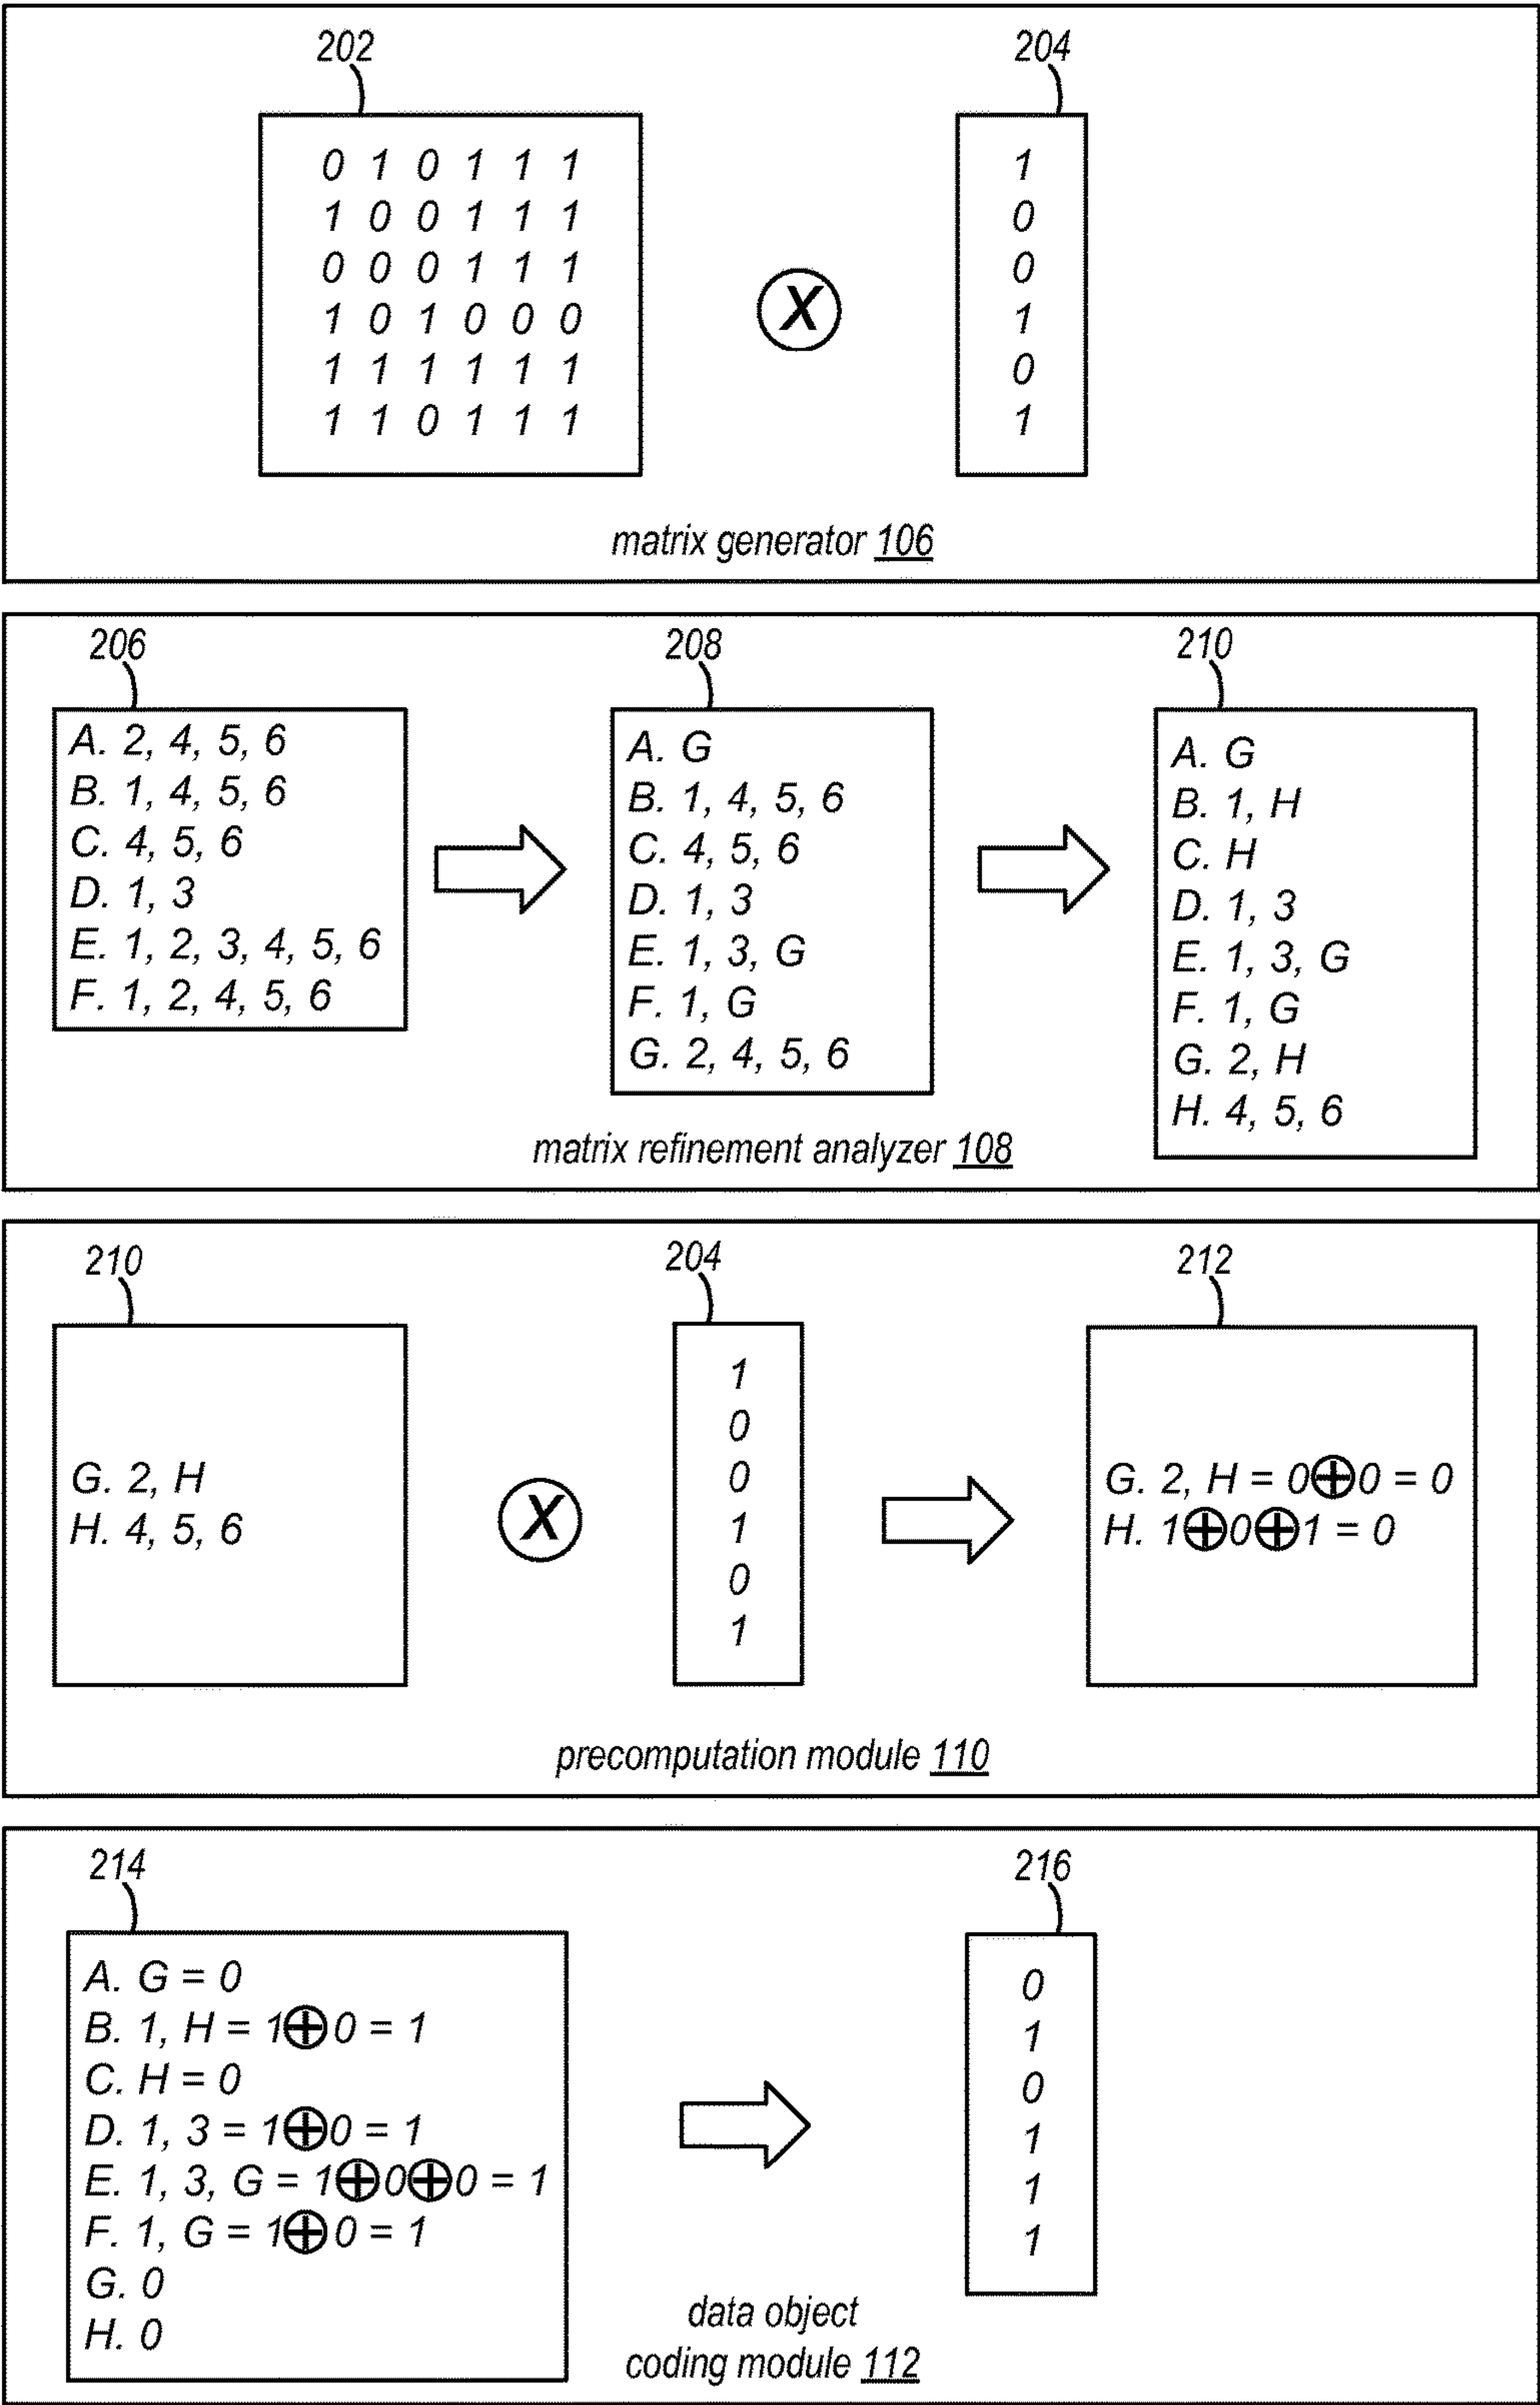 202
204
0 1 0 1 1 1
1 0 0 1 1 1
0 0 0 1 1 1
1 0 1 0 0 0
1 1 1 1 1 1
1 1 0 1 1 1
X
1
0
0
1
0
1
matrix generator 106
206
208
210
A. 2, 4, 5, 6
B. 1, 4, 5, 6
C. 4, 5, 6
D. 1, 3
E. 1, 2, 3, 4, 5, 6
F. 1, 2, 4, 5, 6
A. G
B. 1, 4, 5, 6
C. 4, 5, 6
D. 1, 3
E. 1, 3, G
F. 1, G
G. 2, 4, 5, 6
A. G
B. 1, H
C. H
D. 1, 3
E. 1, 3, G
F. 1, G
G. 2, H
H. 4, 5, 6
matrix refinement analyzer 108
210
204
212
G. 2, H
H. 4, 5, 6
X
1
0
0
1
0
1
G. 2, H = 0⊕0 = 0
H. 1⊕0⊕1 = 0
precomputation module 110
214
216
A. G = 0
B. 1, H = 1⊕0 = 1
C. H = 0
D. 1, 3 = 1⊕0 = 1
E. 1, 3, G = 1⊕0⊕0 = 1
F. 1, G = 1⊕0 = 1
G. 0
H. 0
0
1
0
1
1
1
data object
coding module 112